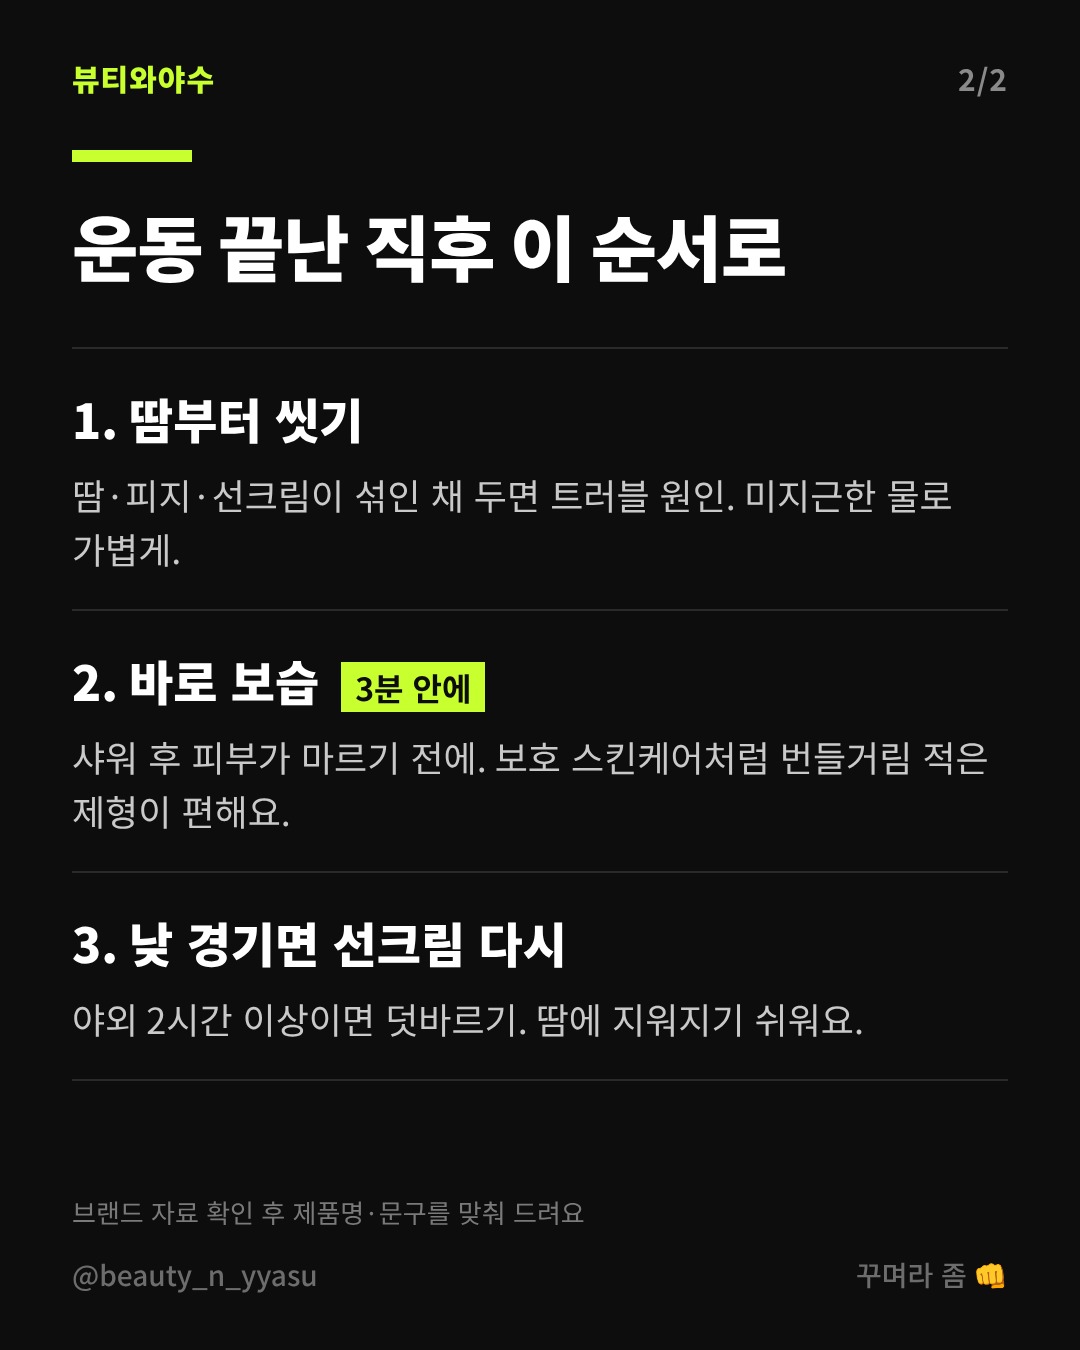 뷰티와야수
2/2
운동 끝난 직후 이 순서로
1. 땀부터 씻기
땀·피지·선크림이 섞인 채 두면 트러블 원인. 미지근한 물로
가볍게.
2. 바로 보습 3분 안에
샤워 후 피부가 마르기 전에. 보호 스킨케어처럼 번들거림 적은
제형이 편해요.
3. 낮 경기면 선크림 다시
야외 2시간 이상이면 덧바르기. 땀에 지워지기 쉬워요.
브랜드 자료 확인 후 제품명·문구를 맞춰 드려요
@beauty_n_yyasu
꾸며라 좀 👊